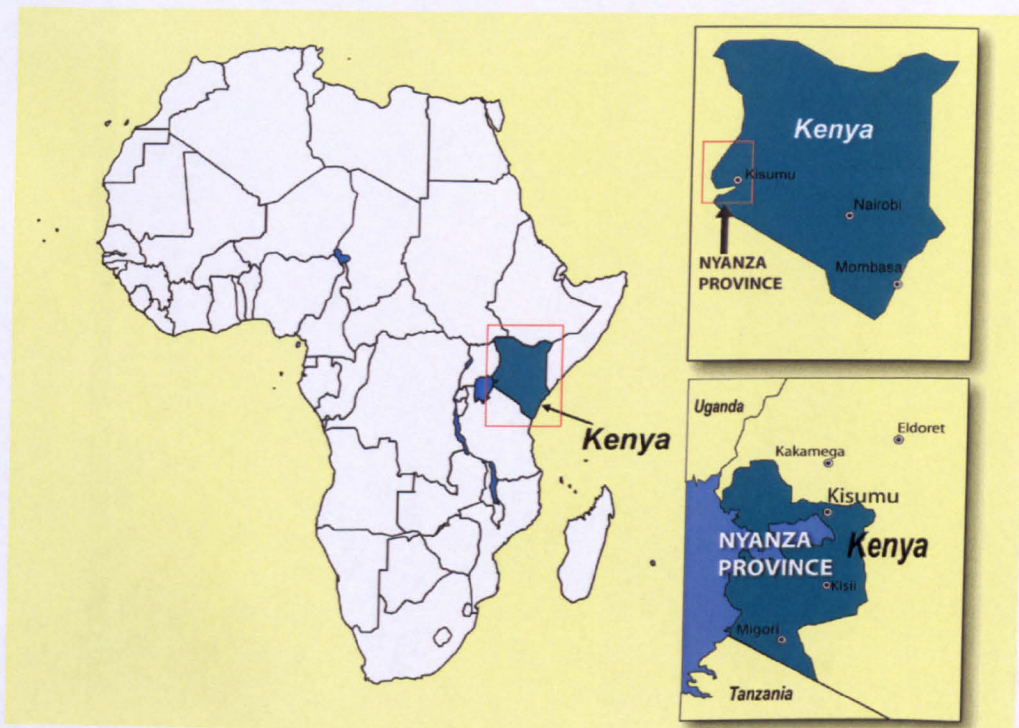 Kenya
Kenya
Kisumu
Nairobi
NYANZA
PROVINCE
Mombasa
Uganda
Eldoret
Kakamega
Kisumu
NYANZA
PROVINCE
Kenya
Kisii
Migori
Tanzania